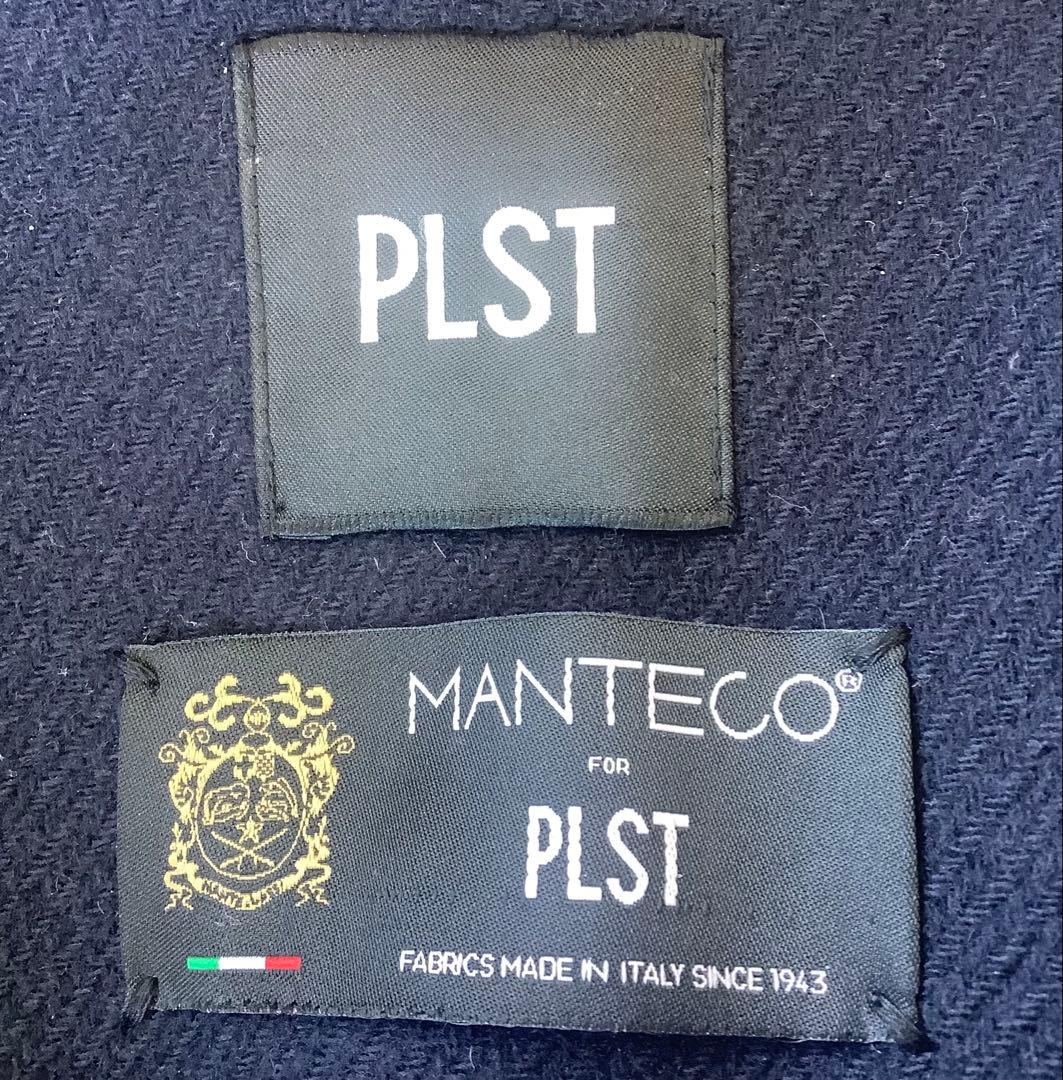 PLST
MANTECO®
FOR
PLST
FABRICS MADE IN ITALY SINCE 1943